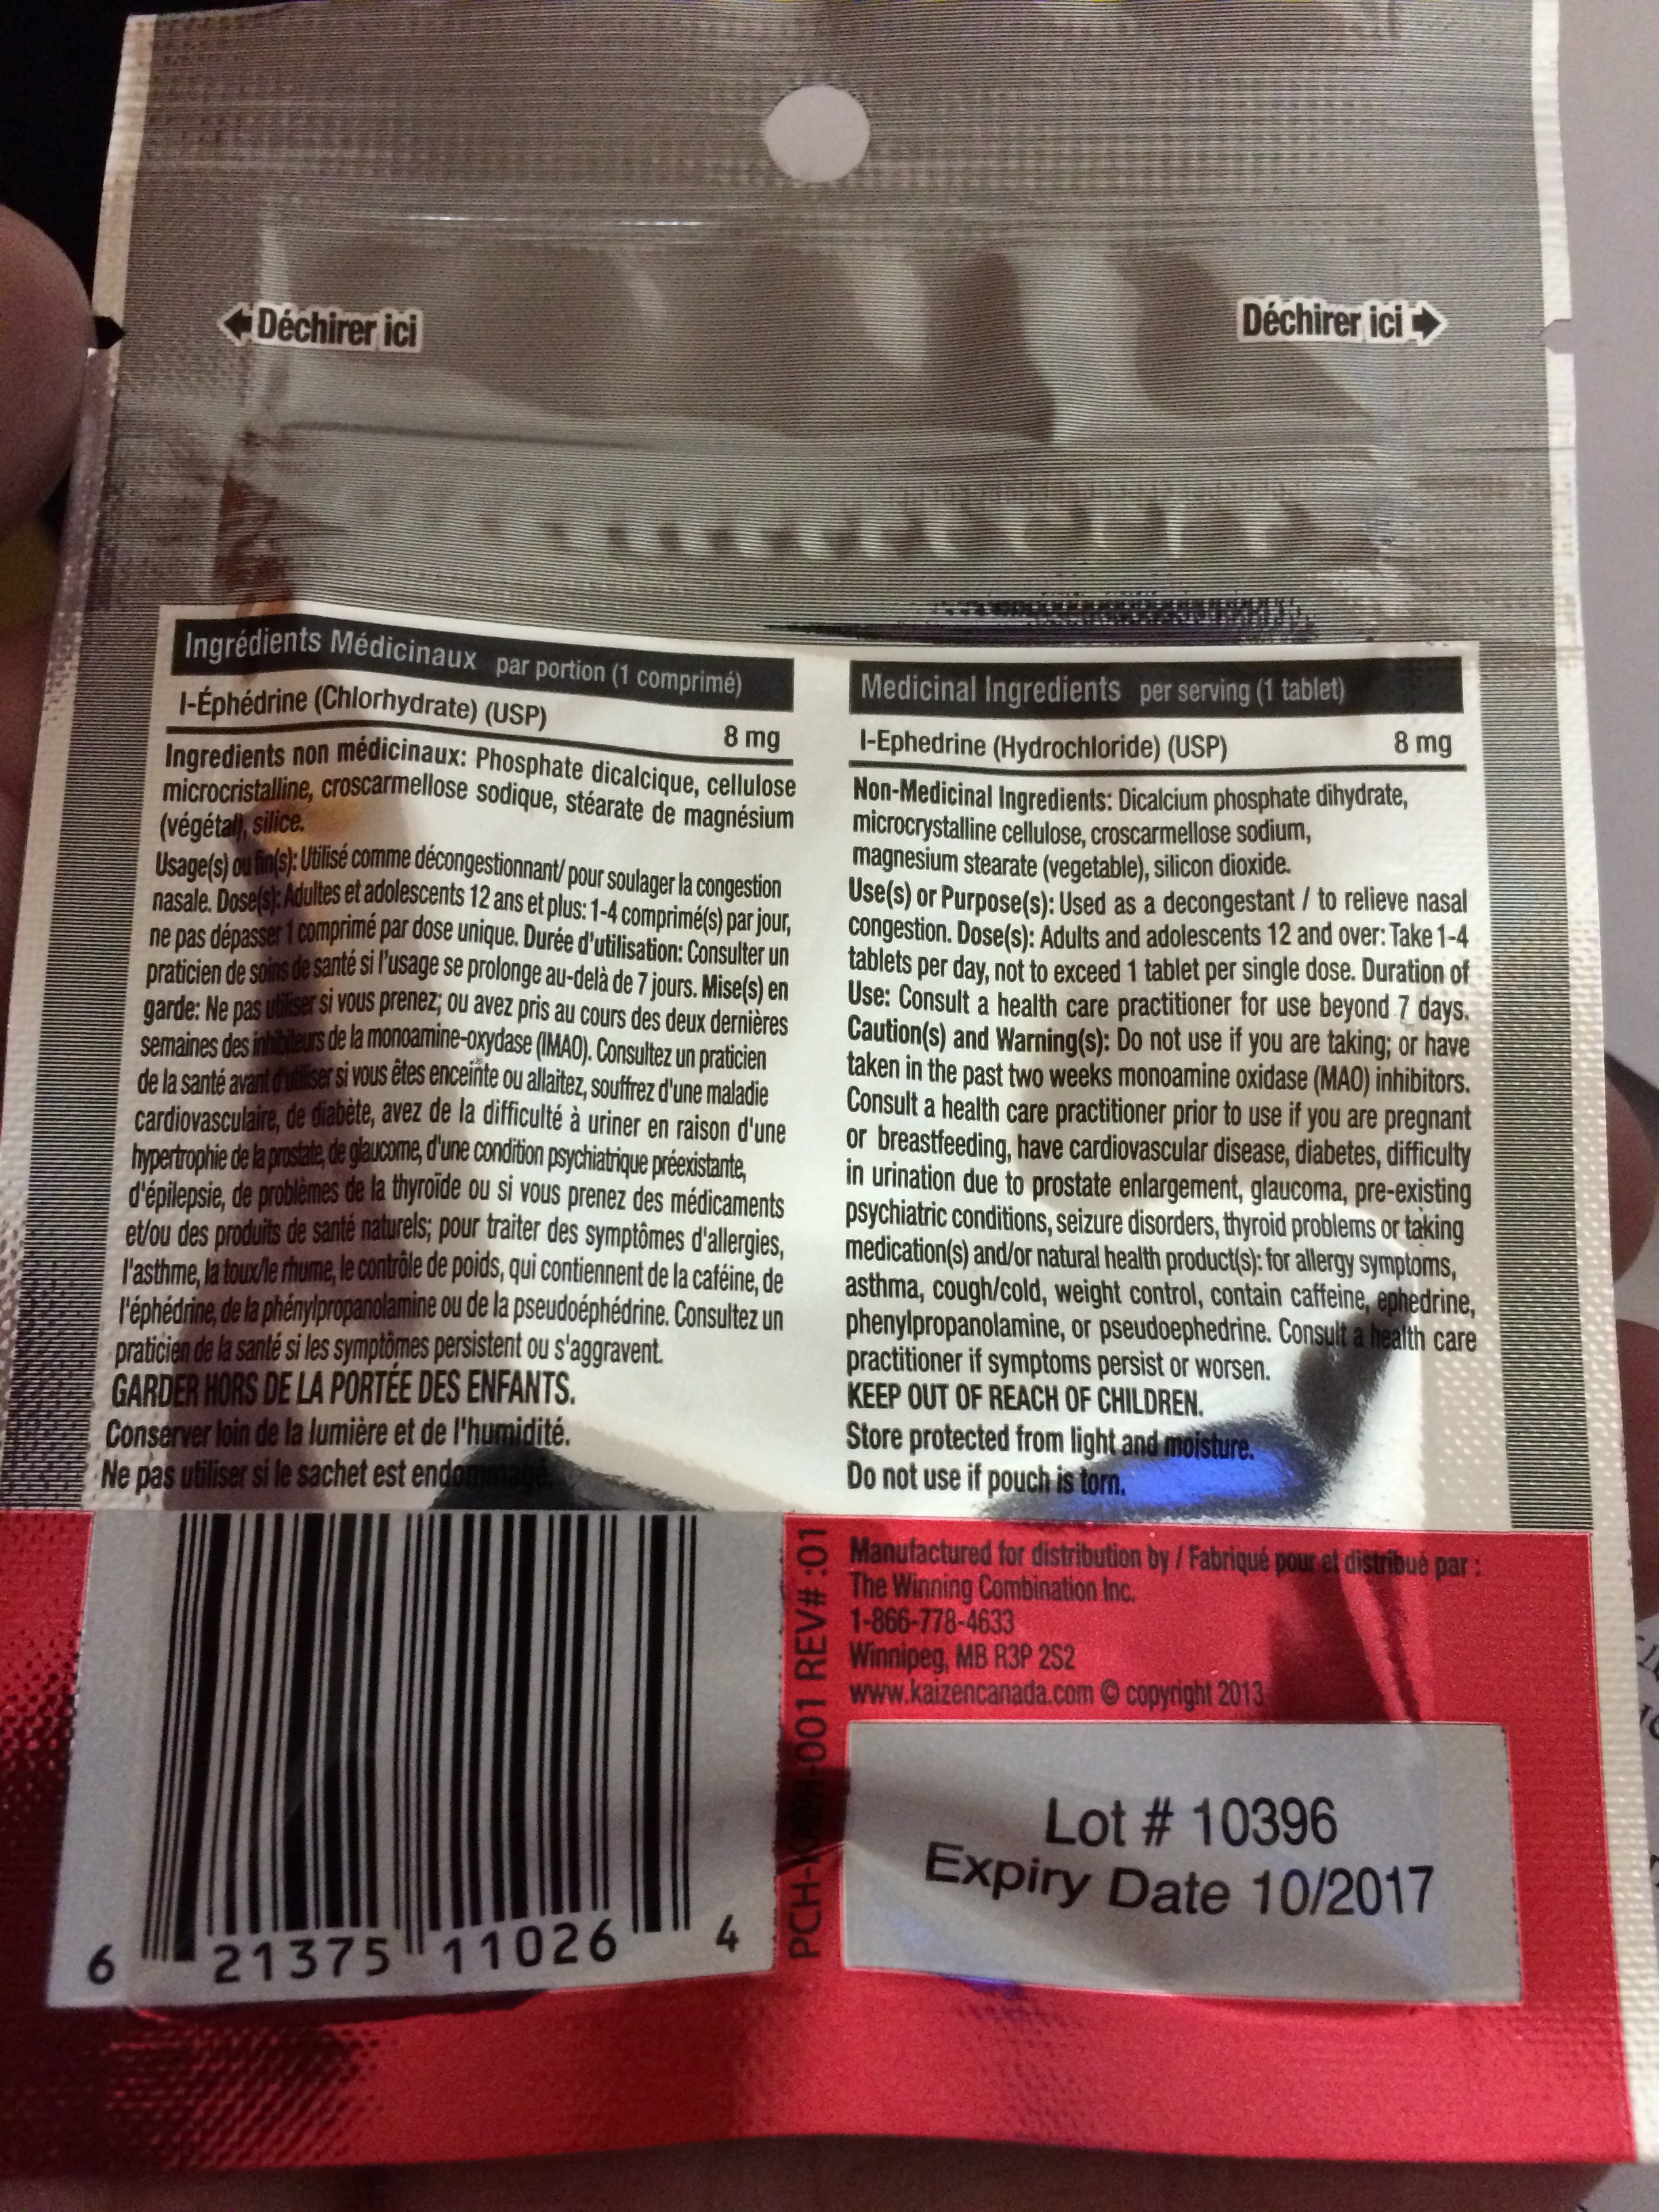 Déchirer ici
Déchirer ici
Ingrédients Médicinaux par portion (1 comprimé)
l-Éphédrine (Chlorhydrate) (USP) 8 mg
Ingredients non médicinaux: Phosphate dicalcique, cellulose
microcristalline, croscarmellose sodique, stéarate de magnésium
(végétal), silice.
Usage(s) ou fin(s): Utilisé comme décongestionnant/ pour soulager la congestion
nasale. Dose(s): Adultes et adolescents 12 ans et plus: 1-4 comprimé(s) par jour,
ne pas dépasser 1 comprimé par dose unique. Durée d'utilisation: Consulter un
praticien de soins de santé si l'usage se prolonge au-delà de 7 jours. Mise(s) en
garde: Ne pas utiliser si vous prenez; ou avez pris au cours des deux dernières
semaines des inhibiteurs de la monoamine-oxydase (IMAO). Consultez un praticien
de la santé avant d'utiliser si vous êtes enceinte ou allaitez, souffrez d'une maladie
cardiovasculaire, de diabète, avez de la difficulté à uriner en raison d'une
hypertrophie de la prostate, de glaucome, d'une condition psychiatrique préexistante,
d'épilepsie, de problèmes de la thyroïde ou si vous prenez des médicaments
et/ou des produits de santé naturels; pour traiter des symptômes d'allergies,
l'asthme, la toux/le rhume, le contrôle de poids, qui contiennent de la caféine, de
l'éphédrine, de la phénylpropanolamine ou de la pseudoéphédrine. Consultez un
praticien de la santé si les symptômes persistent ou s'aggravent.
GARDER HORS DE LA PORTÉE DES ENFANTS.
Conserver loin de la lumière et de l'humidité.
Ne pas utiliser si le sachet est endommagé.
Medicinal Ingredients per serving (1 tablet)
l-Ephedrine (Hydrochloride) (USP) 8 mg
Non-Medicinal Ingredients: Dicalcium phosphate dihydrate,
microcrystalline cellulose, croscarmellose sodium,
magnesium stearate (vegetable), silicon dioxide.
Use(s) or Purpose(s): Used as a decongestant / to relieve nasal
congestion. Dose(s): Adults and adolescents 12 and over: Take 1-4
tablets per day, not to exceed 1 tablet per single dose. Duration of
Use: Consult a health care practitioner for use beyond 7 days.
Caution(s) and Warning(s): Do not use if you are taking; or have
taken in the past two weeks monoamine oxidase (MAO) inhibitors.
Consult a health care practitioner prior to use if you are pregnant
or breastfeeding, have cardiovascular disease, diabetes, difficulty
in urination due to prostate enlargement, glaucoma, pre-existing
psychiatric conditions, seizure disorders, thyroid problems or taking
medication(s) and/or natural health product(s): for allergy symptoms,
asthma, cough/cold, weight control, contain caffeine, ephedrine,
phenylpropanolamine, or pseudoephedrine. Consult a health care
practitioner if symptoms persist or worsen.
KEEP OUT OF REACH OF CHILDREN.
Store protected from light and moisture.
Do not use if pouch is torn.
6 21375 11026 4
REV# :01
Manufactured for distribution by / Fabriqué pour et distribué par :
The Winning Combination Inc.
1-866-778-4633
Winnipeg, MB R3P 2S2
www.kaizencanada.com © copyright 2013
Lot # 10396
Expiry Date 10/2017